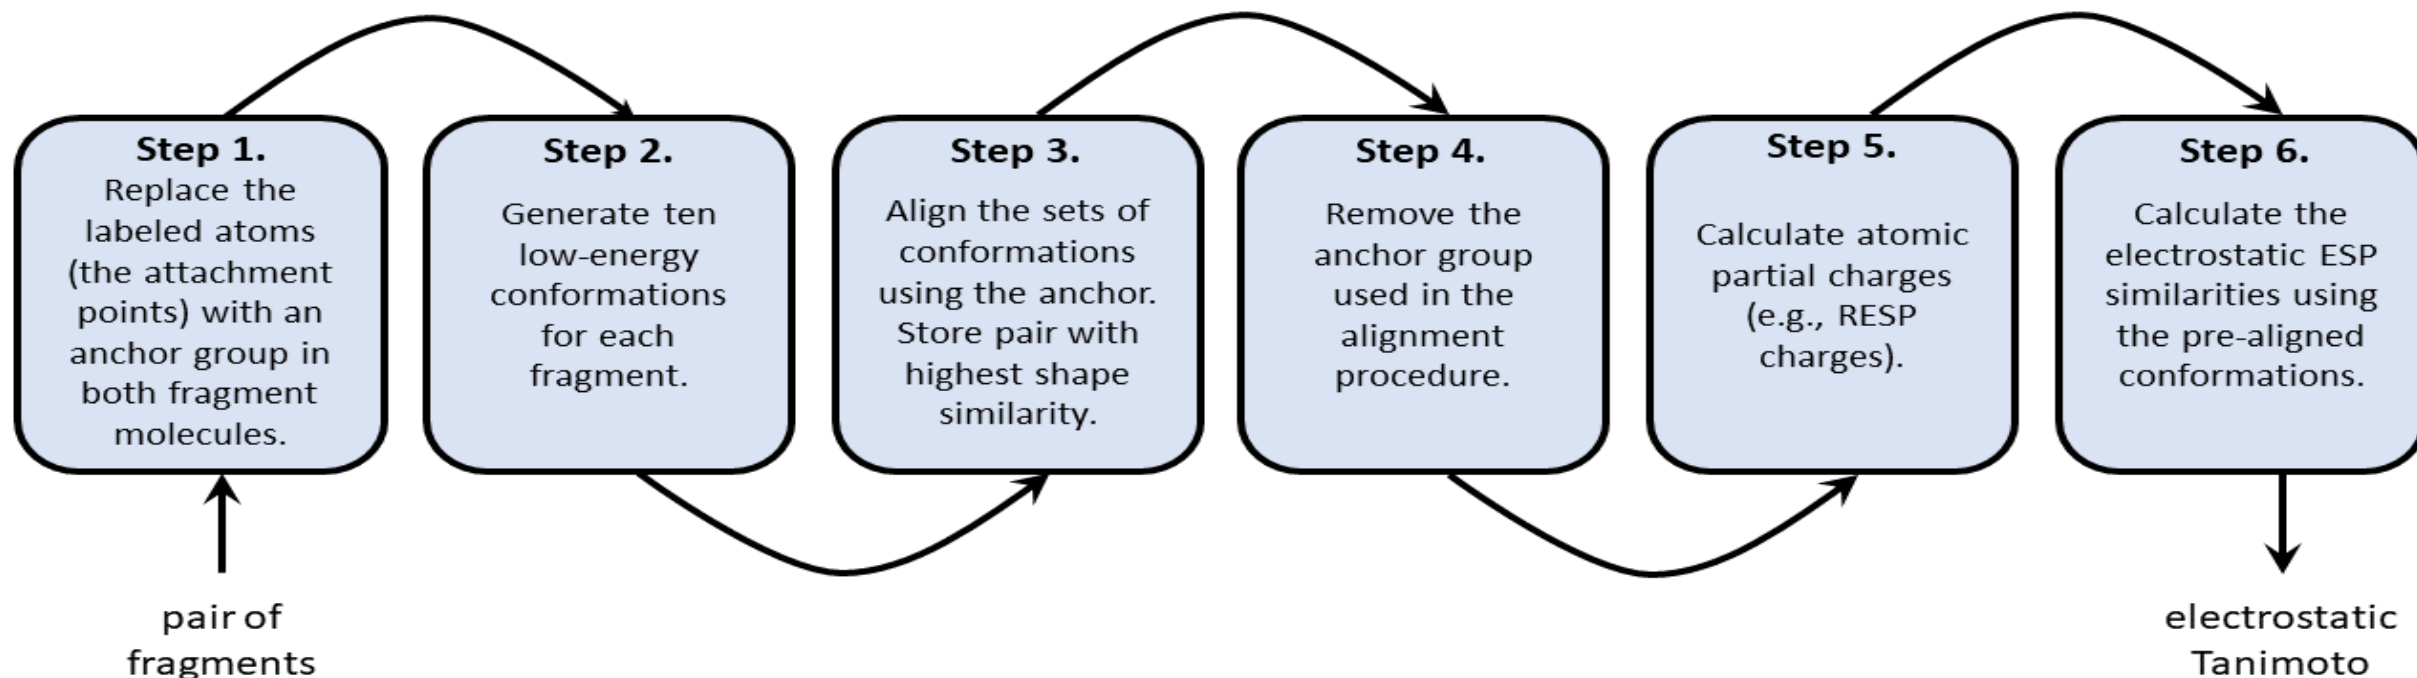 Step 1.
Replace the
labeled atoms
(the attachment
points) with an
anchor group in
both fragment
molecules.
Step 2.
Generate ten
low-energy
conformations
for each
fragment.
Step 3.
Align the sets of
conformations
using the anchor.
Store pair with
highest shape
similarity.
Step 4.
Remove the
anchor group
used in the
alignment
procedure.
Step 5.
Calculate atomic
partial charges
(e.g., RESP
charges).
Step 6.
Calculate the
electrostatic ESP
similarities using
the pre-aligned
conformations.
pair of
fragments
electrostatic
Tanimoto